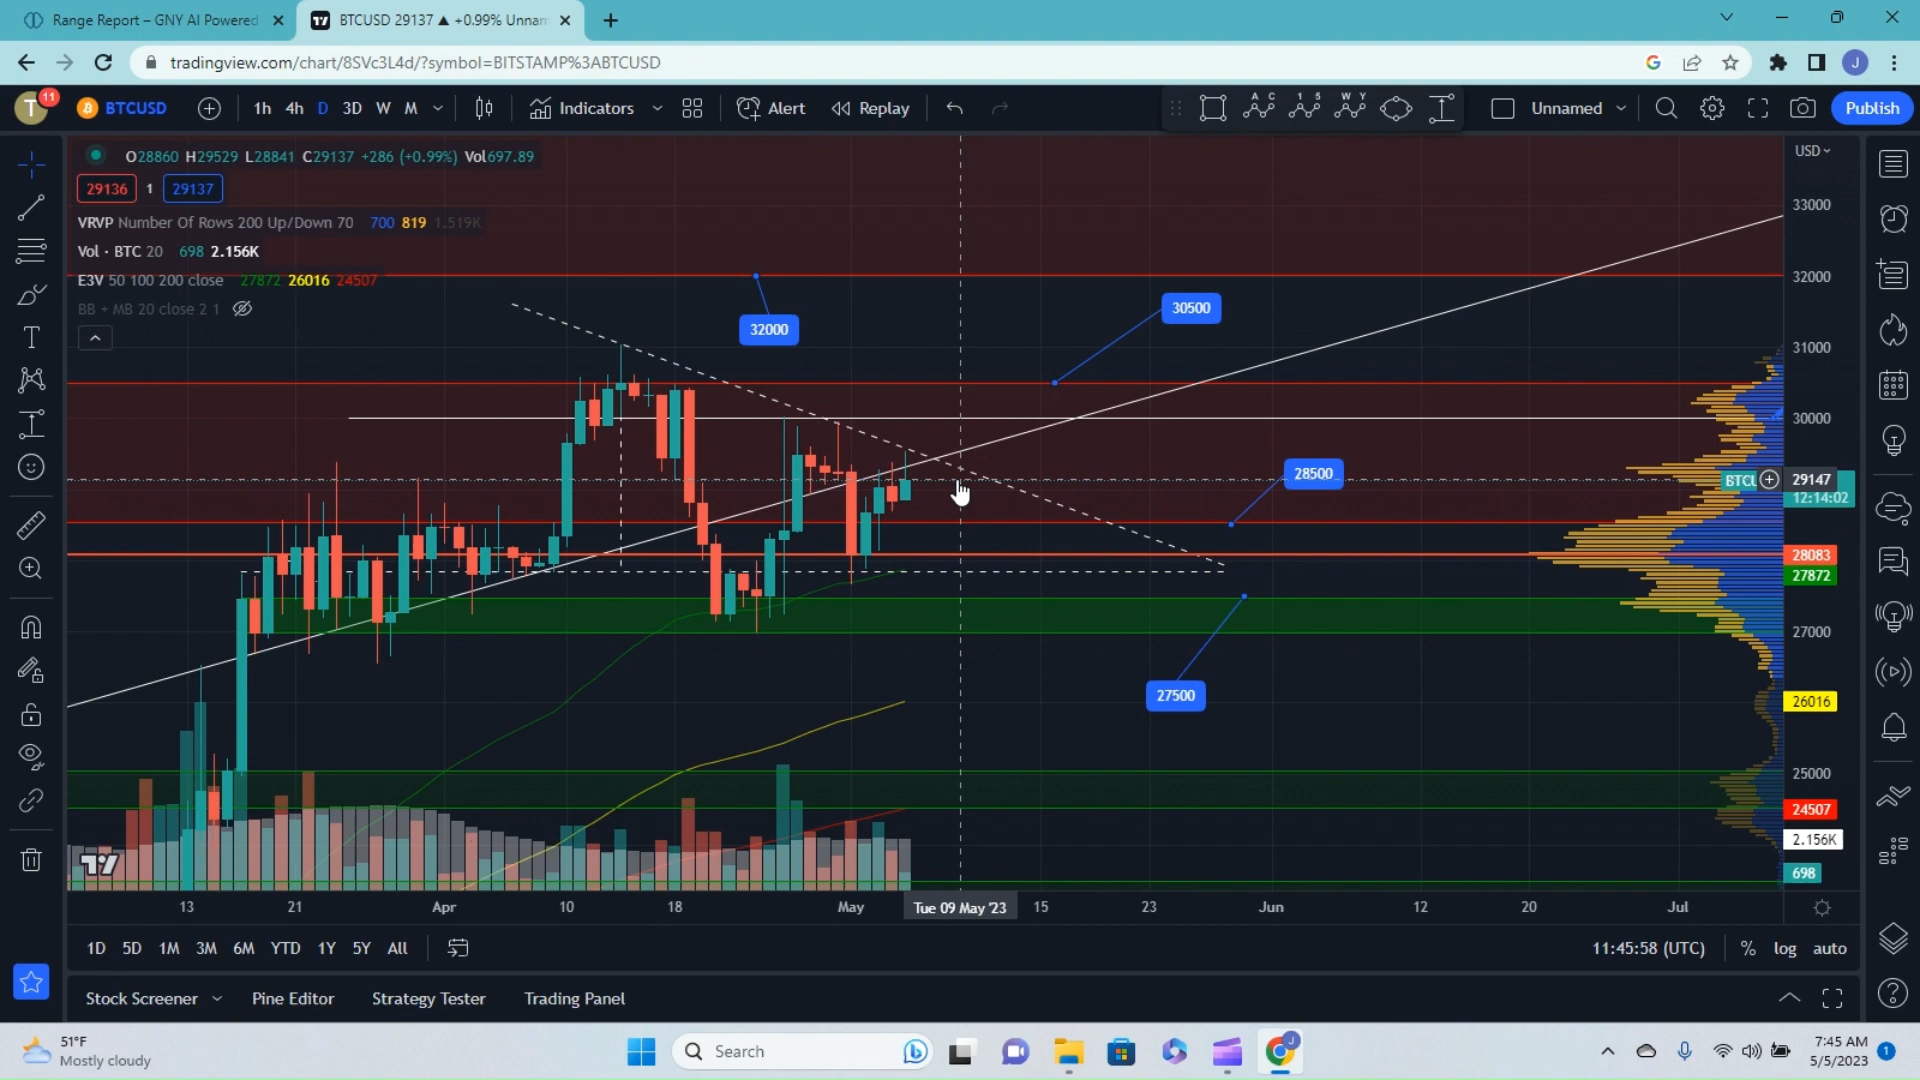 Range Report – GNY AI Powered
BTCUSD 29137 ▲ +0.99% Unnam
tradingview.com/chart/8SVc3L4d/?symbol=BITSTAMP%3ABTCUSD
G
J
T
11
BTCUSD
1h 4h D 3D W M
Indicators
Alert
Replay
A C
1 5
W Y
Unnamed
Publish
O28860 H29529 L28841 C29137 +286 (+0.99%) Vol697.89
USD
29136 1 29137
VRVP Number Of Rows 200 Up/Down 70 700 819 1.519K
Vol · BTC 20 698 2.156K
E3V 50 100 200 close 27872 26016 24507
BB + MB 20 close 2 1
33000
32000
31000
30000
27000
25000
32000
30500
28500
27500
BTCU
29147
12:14:02
28083
27872
26016
24507
2.156K
698
13 21 Apr 10 18 May Tue 09 May '23 15 23 Jun 12 20 Jul
1D 5D 1M 3M 6M YTD 1Y 5Y All
11:45:58 (UTC) % log auto
Stock Screener Pine Editor Strategy Tester Trading Panel
51°F
Mostly cloudy
Search
J
7:45 AM
5/5/2023
1